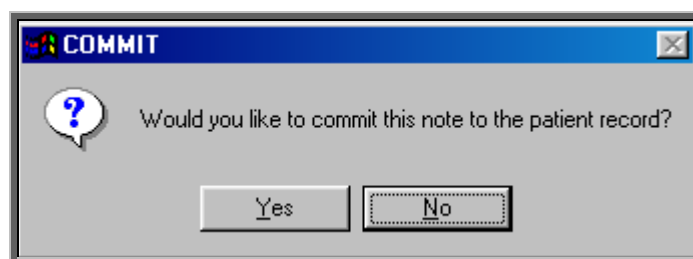 COMMIT
Would you like to commit this note to the patient record?
Yes No